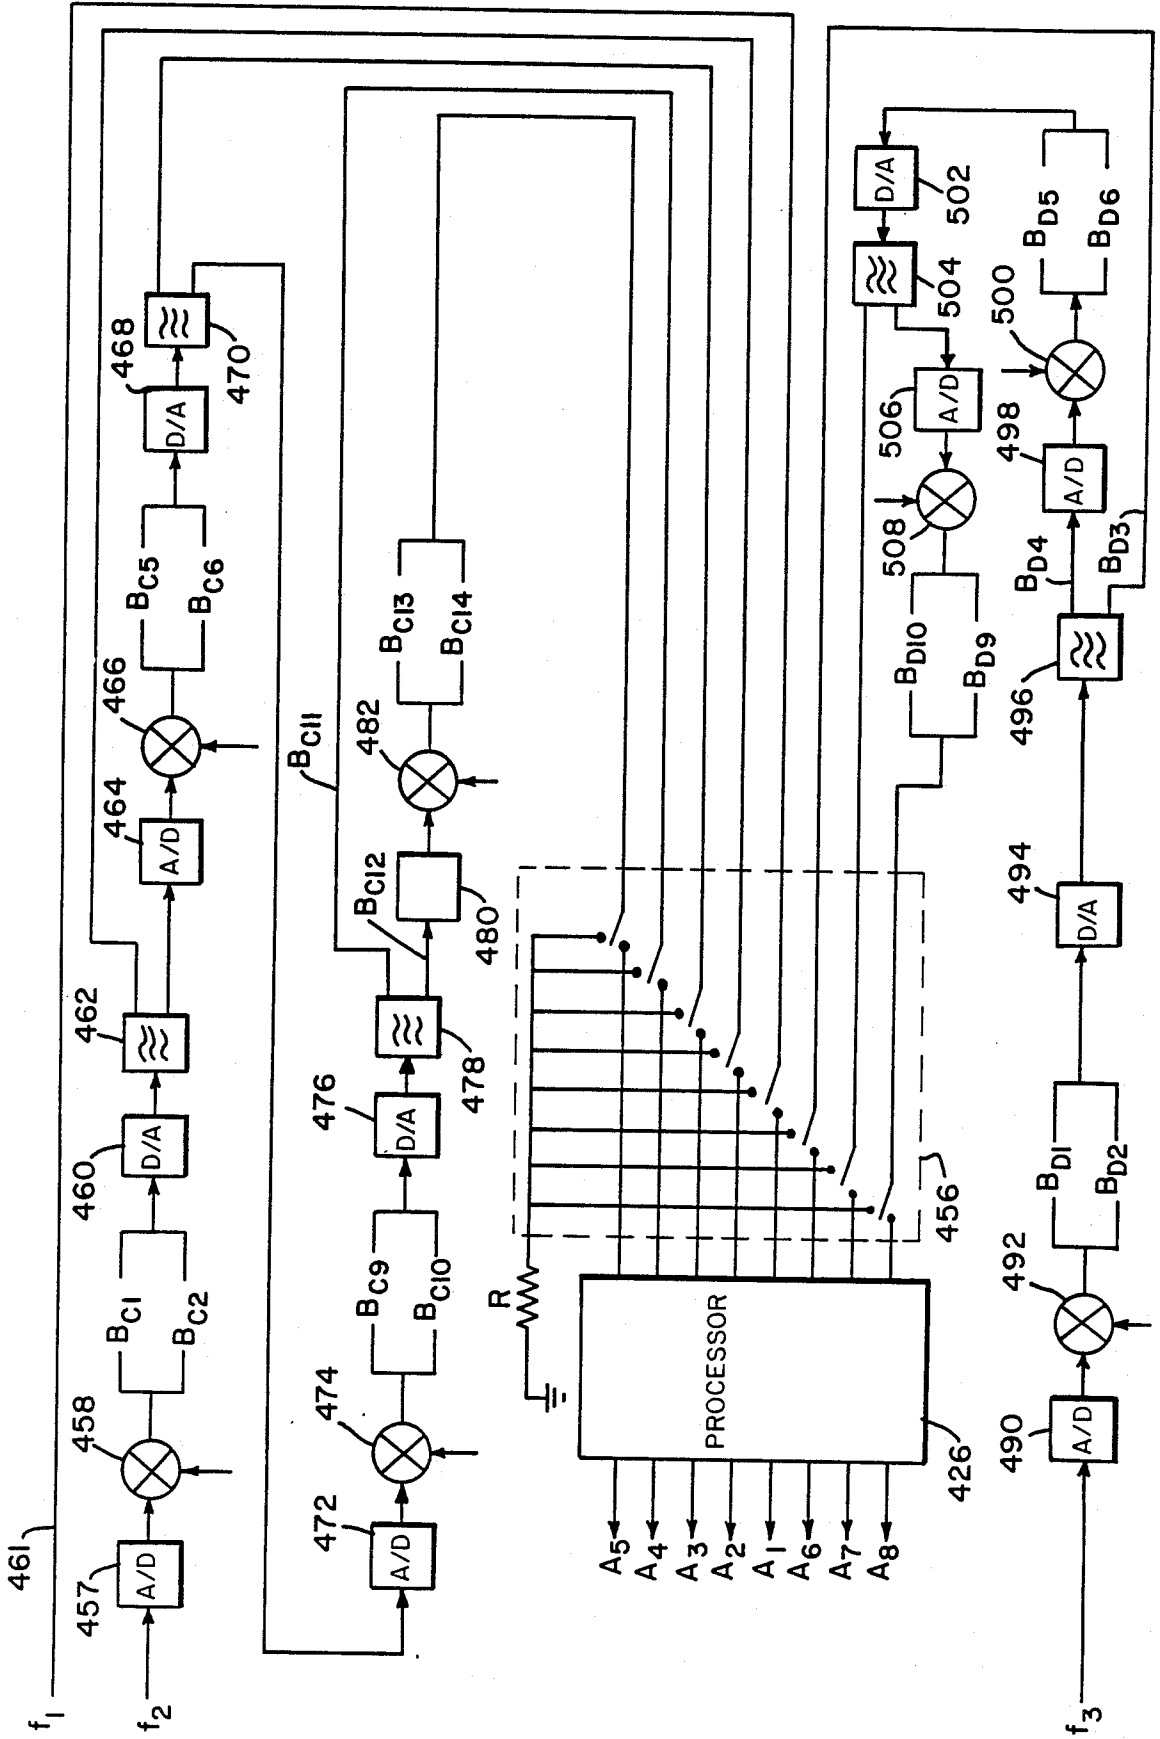 461
f1
f2
457
A/D
458
BC1
BC2
460
D/A
462
464
A/D
466
BC5
BC6
468
D/A
470
472
A/D
474
BC9
BC10
476
D/A
478
BC11
BC12
480
482
BC13
BC14
R
456
PROCESSOR
426
A5
A4
A3
A2
A1
A6
A7
A8
D/A
502
504
506
A/D
508
BD10
BD9
f3
490
A/D
492
BD1
BD2
494
D/A
496
BD4
BD3
498
A/D
500
BD5
BD6